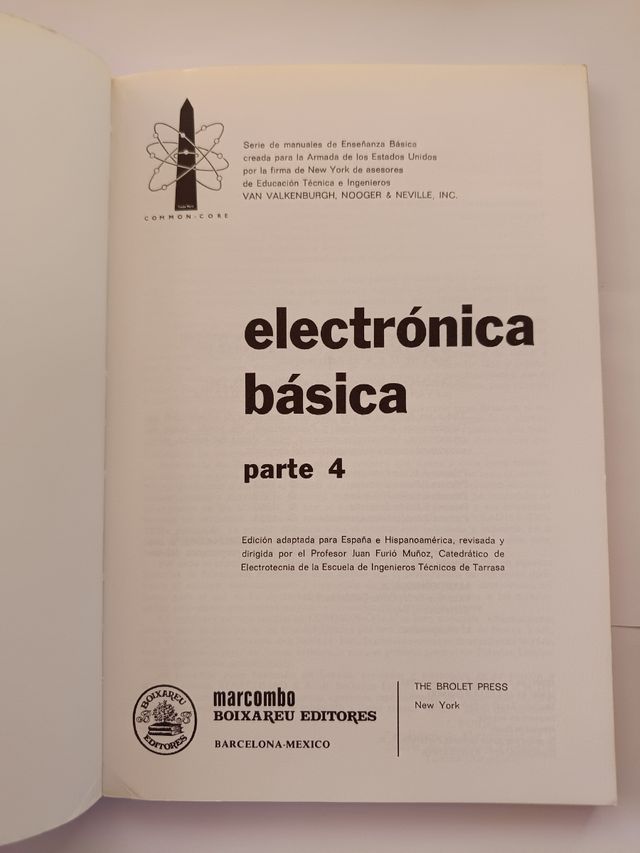 COMMON-CORE
Serie de manuales de Enseñanza Básica
creada para la Armada de los Estados Unidos
por la firma de New York de asesores
de Educación Técnica e Ingenieros
VAN VALKENBURGH, NOOGER & NEVILLE, INC.
electrónica
básica
parte 4
Edición adaptada para España e Hispanoamérica, revisada y
dirigida por el Profesor Juan Furió Muñoz, Catedrático de
Electrotecnia de la Escuela de Ingenieros Técnicos de Tarrasa
BOIXAREU
EDITORES
marcombo
BOIXAREU EDITORES
BARCELONA-MEXICO
THE BROLET PRESS
New York